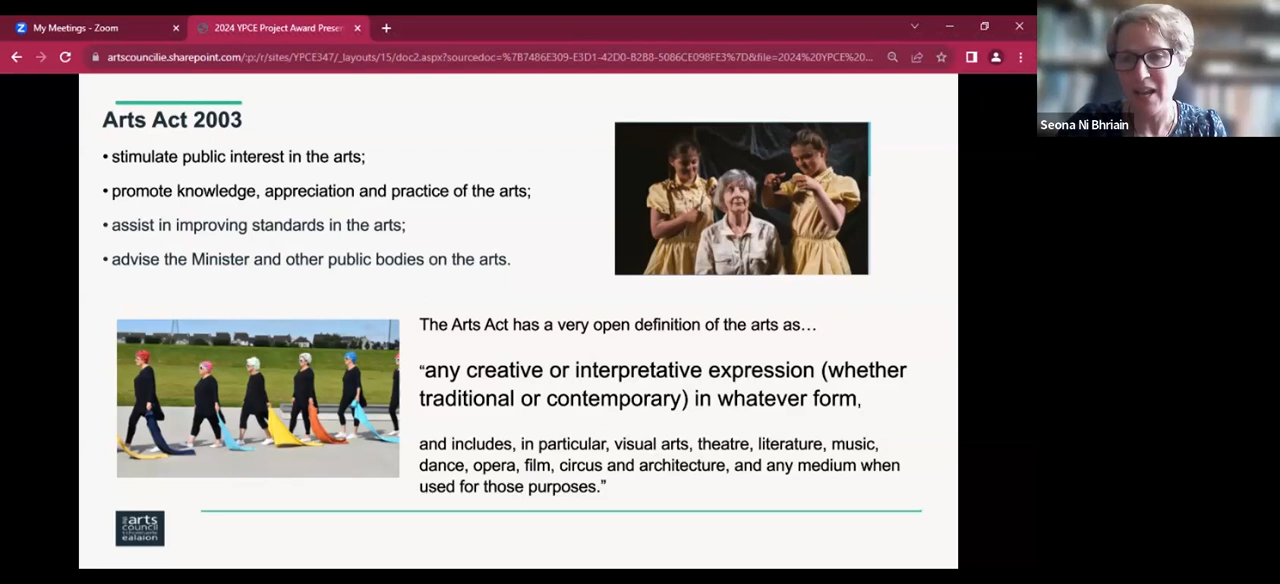 My Meetings - Zoom
2024 YPCE Project Award Presen
artscouncilie.sharepoint.com/:p:/r/sites/YPCE347/_layouts/15/doc2.aspx?sourcedoc=%7B7486E309-E3D1-42D0-B2B8-5086CE098FE3%7D&file=2024%20YPCE%20...
Seona Ni Bhriain
Arts Act 2003
• stimulate public interest in the arts;
• promote knowledge, appreciation and practice of the arts;
• assist in improving standards in the arts;
• advise the Minister and other public bodies on the arts.
The Arts Act has a very open definition of the arts as…
“any creative or interpretative expression (whether
traditional or contemporary) in whatever form,
and includes, in particular, visual arts, theatre, literature, music,
dance, opera, film, circus and architecture, and any medium when
used for those purposes.”
arts
council
ealaíon